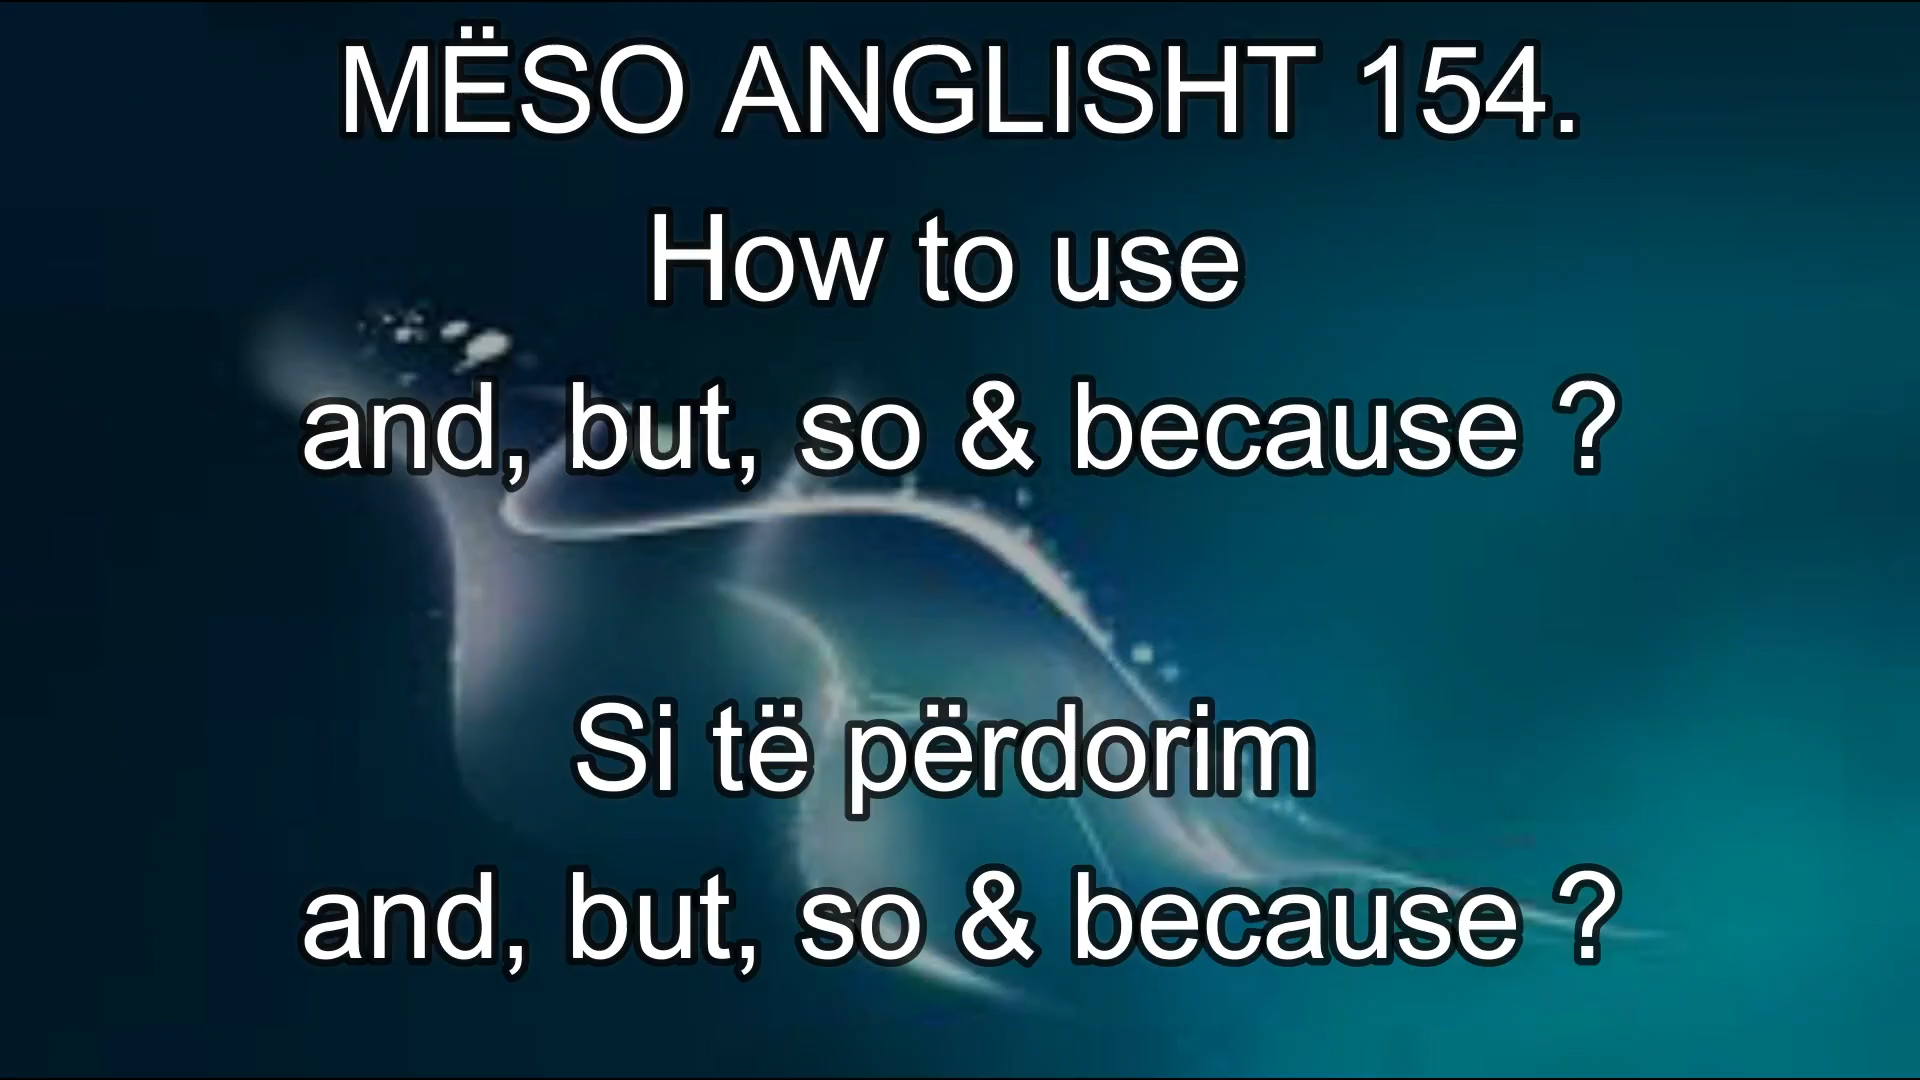 MËSO ANGLISHT 154.
How to use
and, but, so & because ?
Si të përdorim
and, but, so & because ?